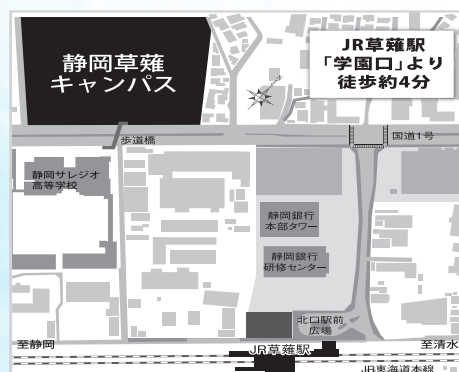 静岡草薙
キャンパス
JR草薙駅
「学園口」より
徒歩約4分
歩道橋
国道1号
静岡サレジオ
高等学校
静岡銀行
本部タワー
静岡銀行
研修センター
北口駅前
広場
至静岡
JR草薙駅
至清水
JR東海道本線